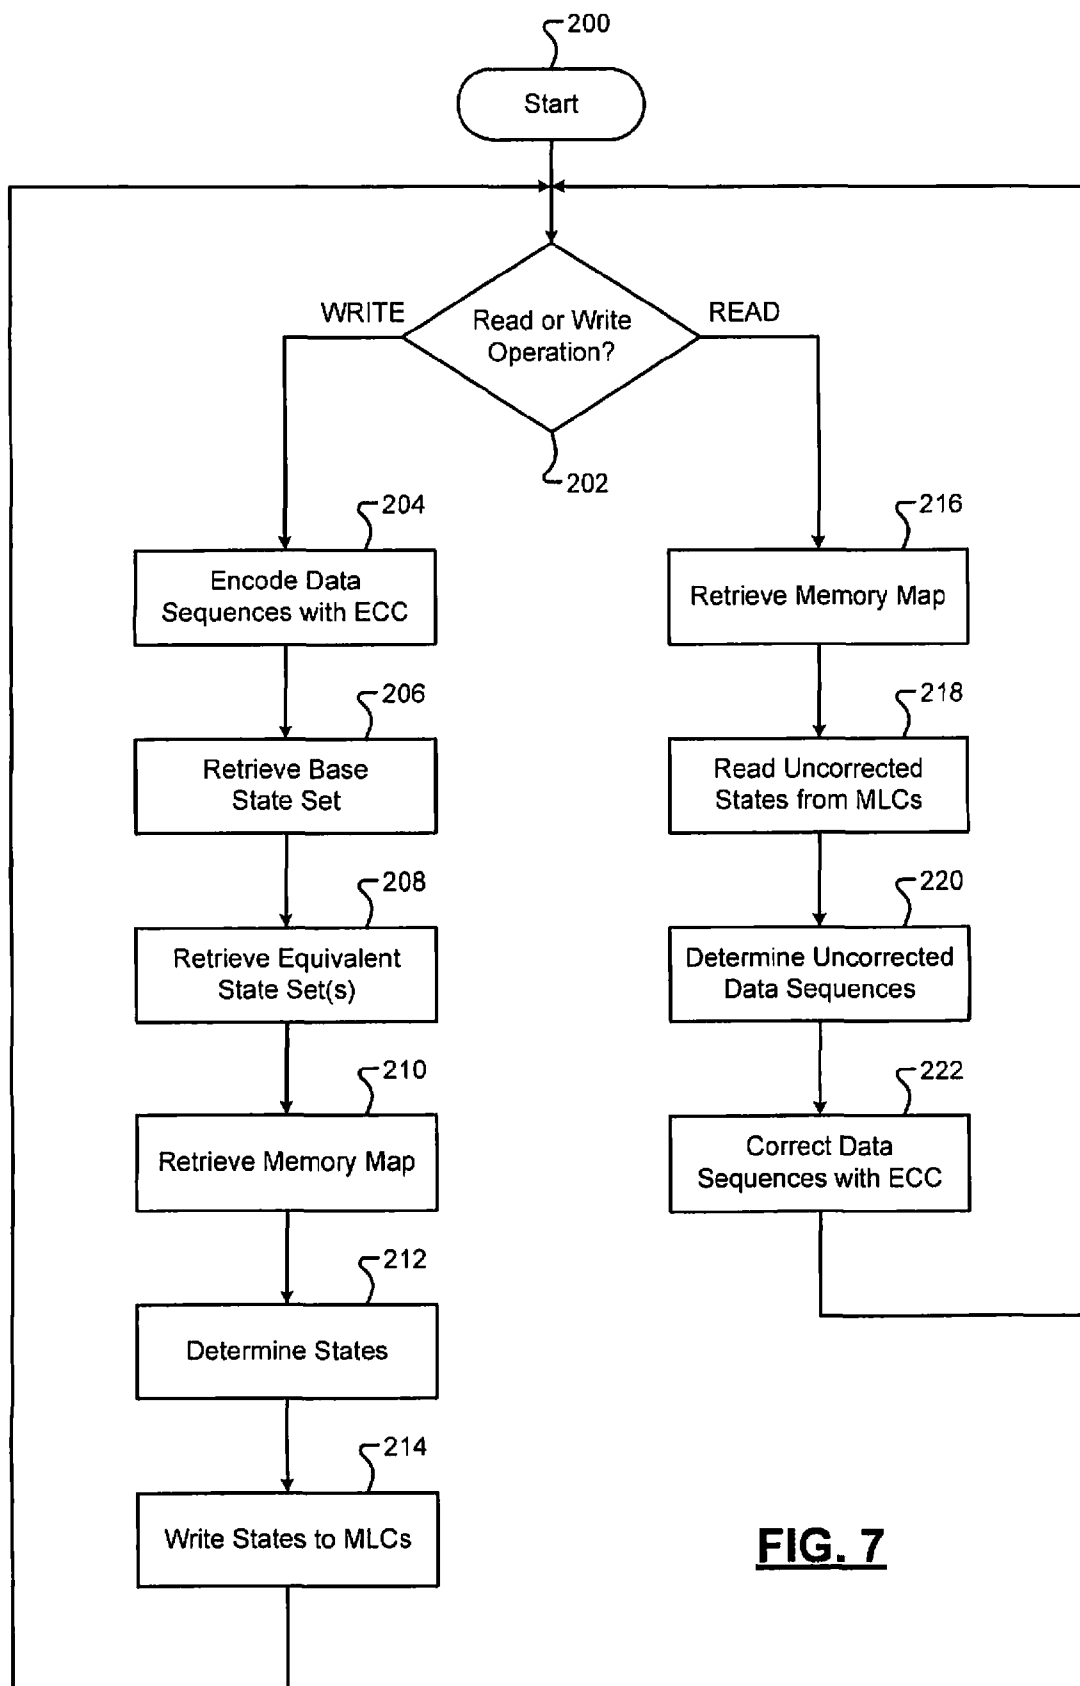 200
Start
WRITE
Read or Write
Operation?
READ
202
204
Encode Data
Sequences with ECC
206
Retrieve Base
State Set
208
Retrieve Equivalent
State Set(s)
210
Retrieve Memory Map
212
Determine States
214
Write States to MLCs
216
Retrieve Memory Map
218
Read Uncorrected
States from MLCs
220
Determine Uncorrected
Data Sequences
222
Correct Data
Sequences with ECC
FIG. 7